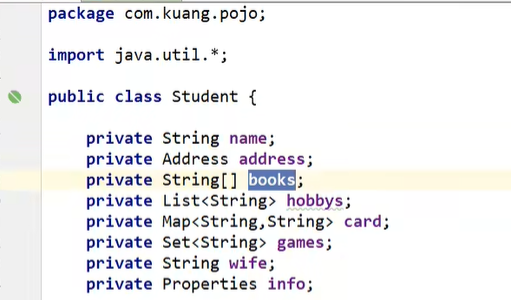 package com.kuang.pojo;
import java.util.*;
public class Student {
private String name;
private Address address;
private String[] books;
private List<String> hobbys;
private Map<String,String> card;
private Set<String> games;
private String wife;
private Properties info;